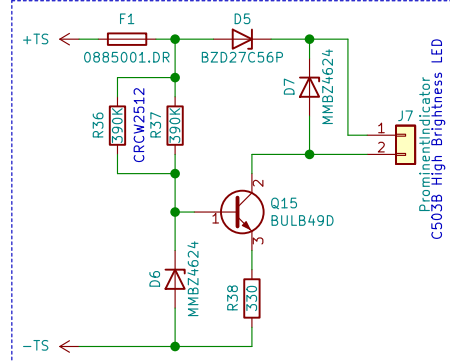 F1
D5
+TS
0885001.DR
BZD27C56P
D7
MMBZ4624
R36
390K
CRCW2512
R37
390K
J7
1
2
ProminentIndicator
C503B High Brightness LED
2
Q15
1
BULB49D
3
D6
MMBZ4624
R38
330
-TS